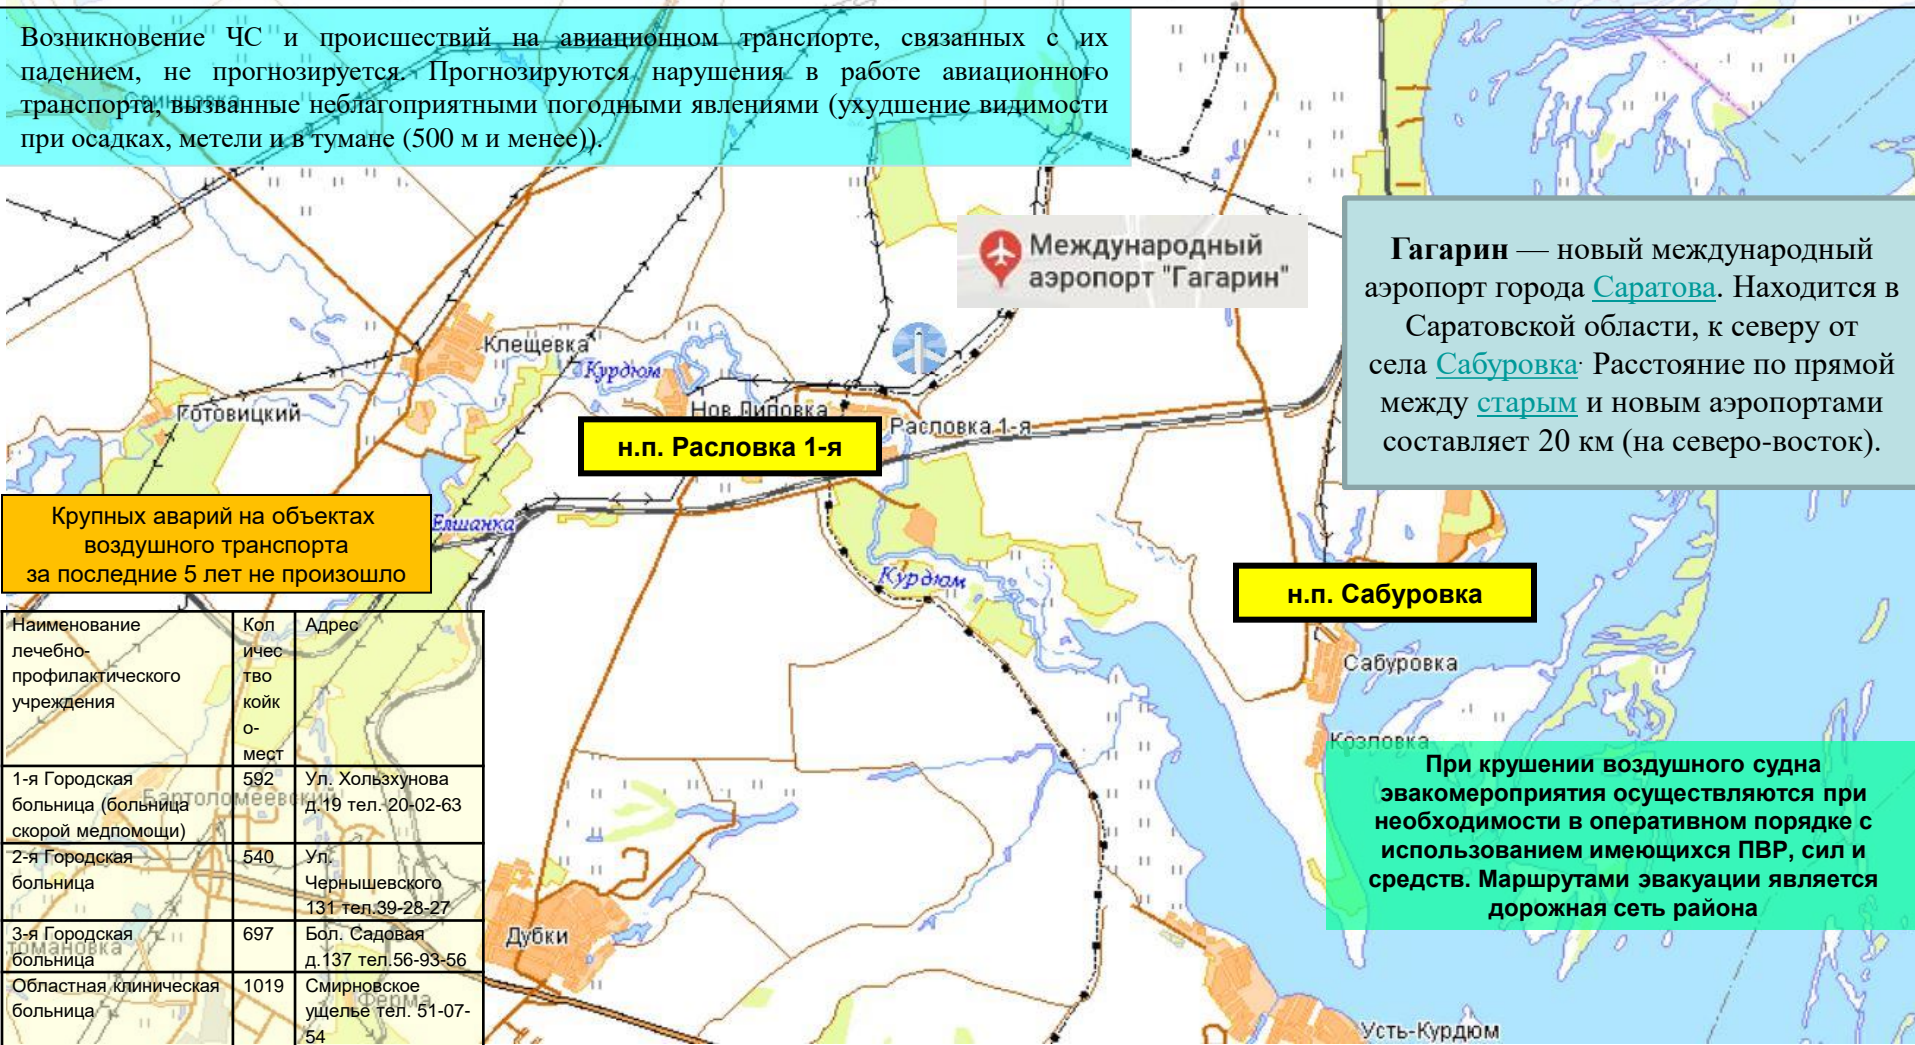 Возникновение ЧС и происшествий на авиационном транспорте, связанных с их
падением, не прогнозируется. Прогнозируются нарушения в работе авиационного
транспорта, вызванные неблагоприятными погодными явлениями (ухудшение видимости
при осадках, метели и в тумане (500 м и менее)).
Свинцовка
Международный
аэропорт "Гагарин"
Гагарин — новый международный
аэропорт города Саратова. Находится в
Саратовской области, к северу от
села Сабуровка. Расстояние по прямой
между старым и новым аэропортами
составляет 20 км (на северо-восток).
Клещевка
Курдюм
Готовицкий
Нов.Липовка
Расловка 1-я
н.п. Расловка 1-я
Крупных аварий на объектах
воздушного транспорта
за последние 5 лет не произошло
Елшанка
Курдюм
н.п. Сабуровка
Сабуровка
Козловка
Наименование
лечебно-
профилактического
учреждения
Кол
ичес
тво
койк
о-
мест
Адрес
1-я Городская
больница (больница
скорой медпомощи)
592
Ул. Хользхунова
д.19 тел. 20-02-63
Бартоломеевский
2-я Городская
больница
540
Ул.
Чернышевского
131 тел.39-28-27
3-я Городская
больница
697
Бол. Садовая
д.137 тел.56-93-56
томановка
Областная клиническая
больница
1019
Смирновское
ущелье тел. 51-07-
54
Ферма
Дубки
При крушении воздушного судна
эвакомероприятия осуществляются при
необходимости в оперативном порядке с
использованием имеющихся ПВР, сил и
средств. Маршрутами эвакуации является
дорожная сеть района
Усть-Курдюм